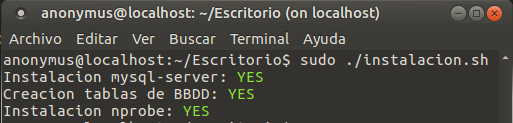 anonymus@localhost: ~/Escritorio (on localhost)
Archivo Editar Ver Buscar Terminal Ayuda
anonymus@localhost:~/Escritorio$ sudo ./instalacion.sh
Instalacion mysql-server: YES
Creacion tablas de BBDD: YES
Instalacion nprobe: YES